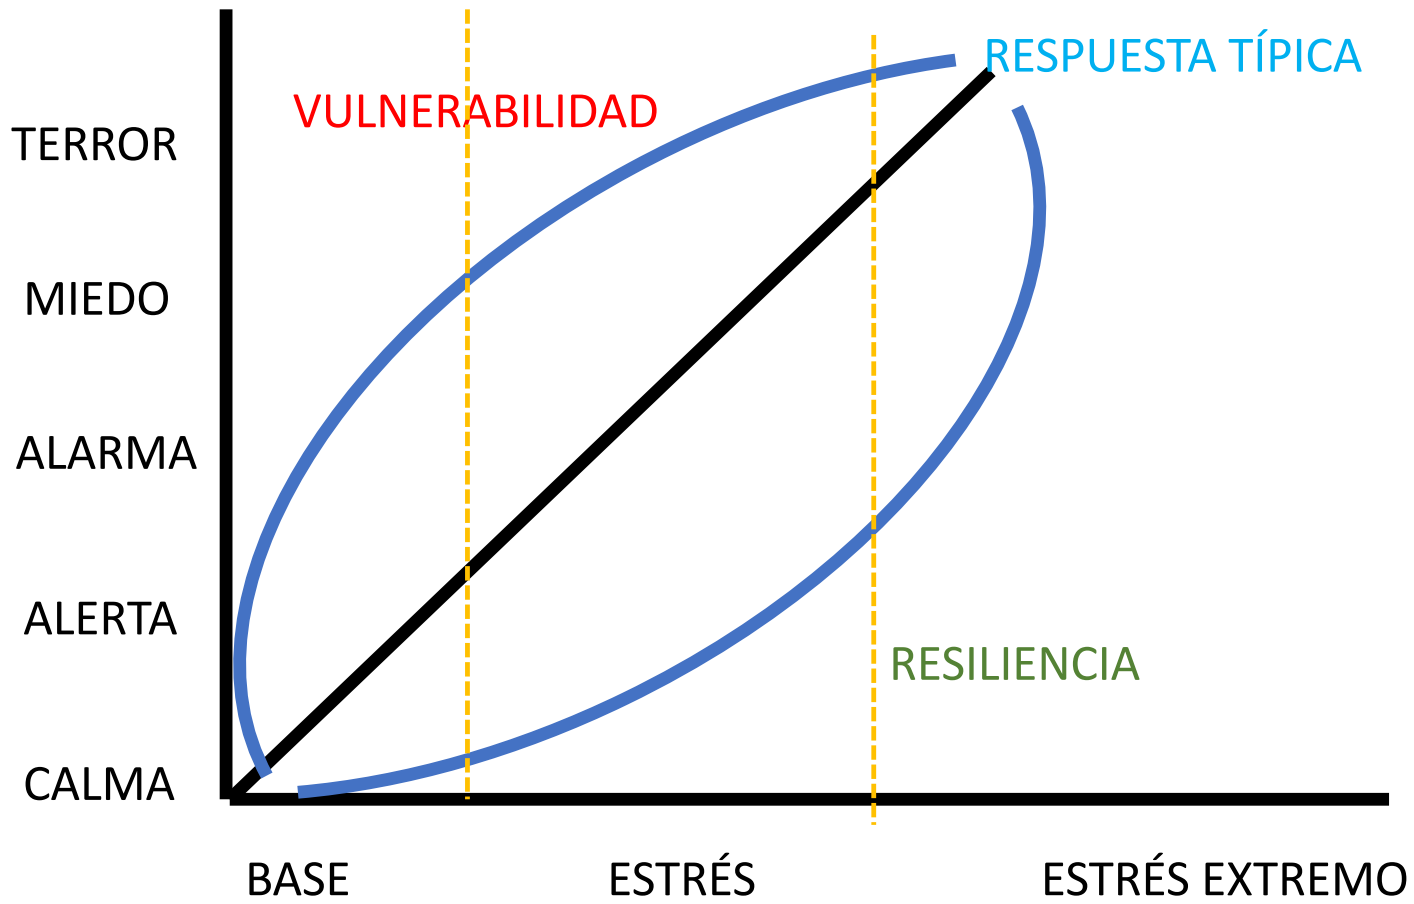 RESPUESTA TÍPICA
VULNERABILIDAD
TERROR
MIEDO
ALARMA
ALERTA
RESILIENCIA
CALMA
BASE
ESTRÉS
ESTRÉS EXTREMO